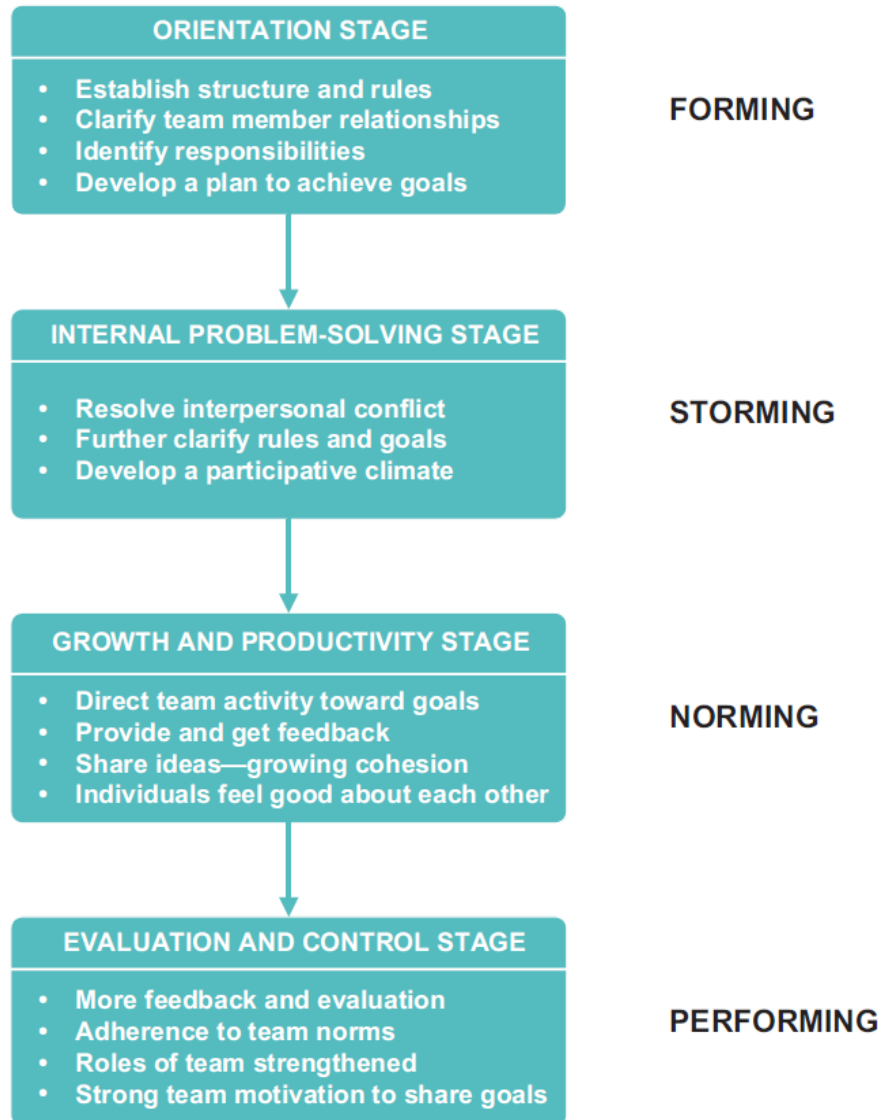 ORIENTATION STAGE
• Establish structure and rules
• Clarify team member relationships
• Identify responsibilities
• Develop a plan to achieve goals
FORMING
INTERNAL PROBLEM-SOLVING STAGE
• Resolve interpersonal conflict
• Further clarify rules and goals
• Develop a participative climate
STORMING
GROWTH AND PRODUCTIVITY STAGE
• Direct team activity toward goals
• Provide and get feedback
• Share ideas—growing cohesion
• Individuals feel good about each other
NORMING
EVALUATION AND CONTROL STAGE
• More feedback and evaluation
• Adherence to team norms
• Roles of team strengthened
• Strong team motivation to share goals
PERFORMING